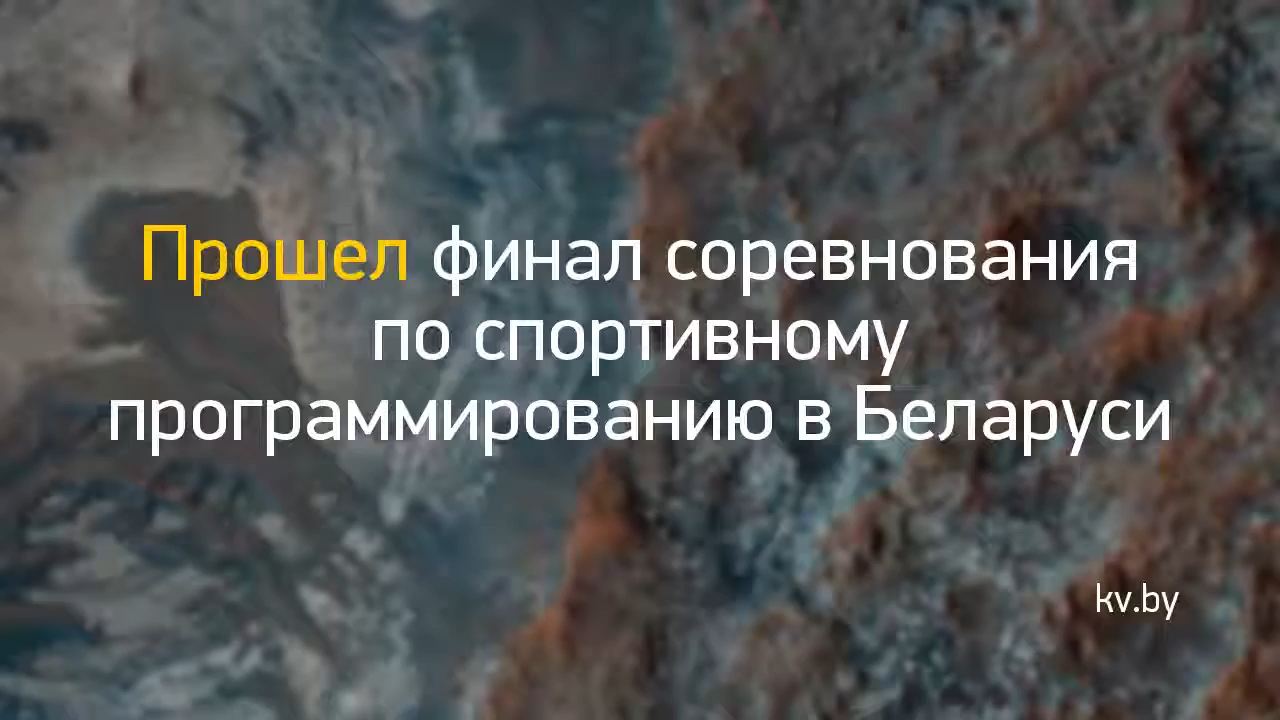 Прошел финал соревнования
по спортивному
программированию в Беларуси
kv.by